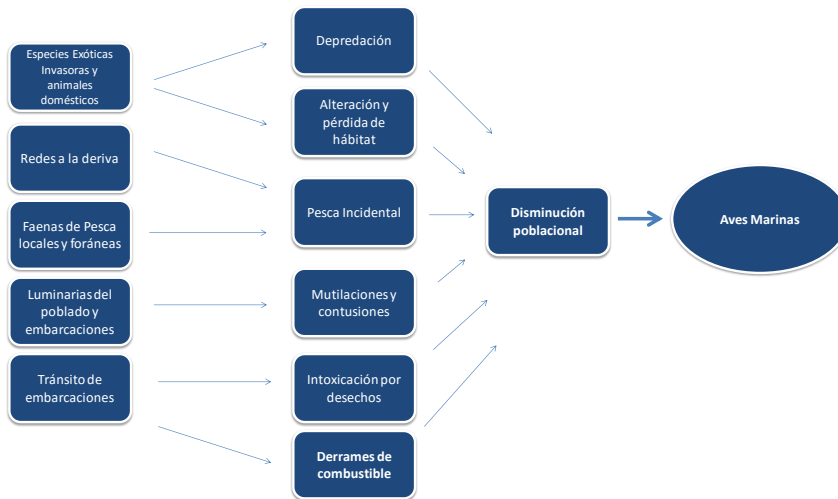 Especies Exóticas
Invasoras y
animales
domésticos
Redes a la deriva
Faenas de Pesca
locales y foráneas
Luminarias del
poblado y
embarcaciones
Tránsito de
embarcaciones
Depredación
Alteración y
pérdida de
hábitat
Pesca Incidental
Mutilaciones y
contusiones
Intoxicación por
desechos
Derrames de
combustible
Disminución
poblacional
Aves Marinas